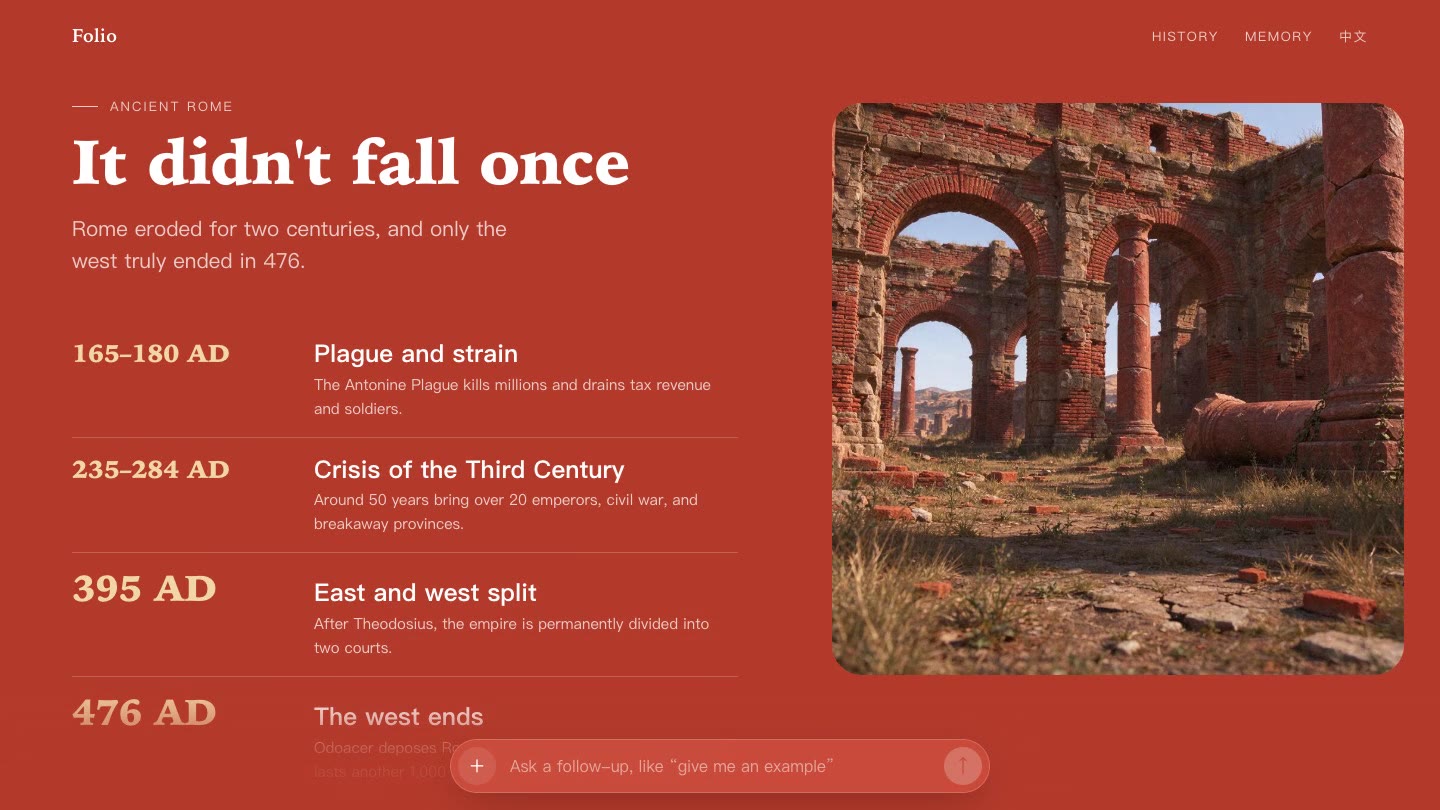 Folio
HISTORY
MEMORY
中文
ANCIENT ROME
It didn't fall once
Rome eroded for two centuries, and only the
west truly ended in 476.
165–180 AD
Plague and strain
The Antonine Plague kills millions and drains tax revenue
and soldiers.
235–284 AD
Crisis of the Third Century
Around 50 years bring over 20 emperors, civil war, and
breakaway provinces.
395 AD
East and west split
After Theodosius, the empire is permanently divided into
two courts.
476 AD
The west ends
Odoacer deposes
lasts another 1,000
Ask a follow-up, like “give me an example”